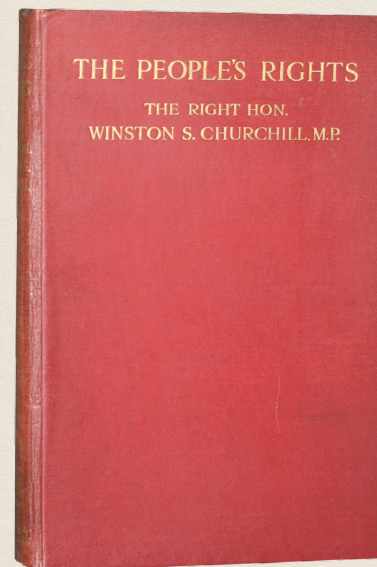 THE PEOPLE'S RIGHTS
THE RIGHT HON.
WINSTON S. CHURCHILL. M.P.